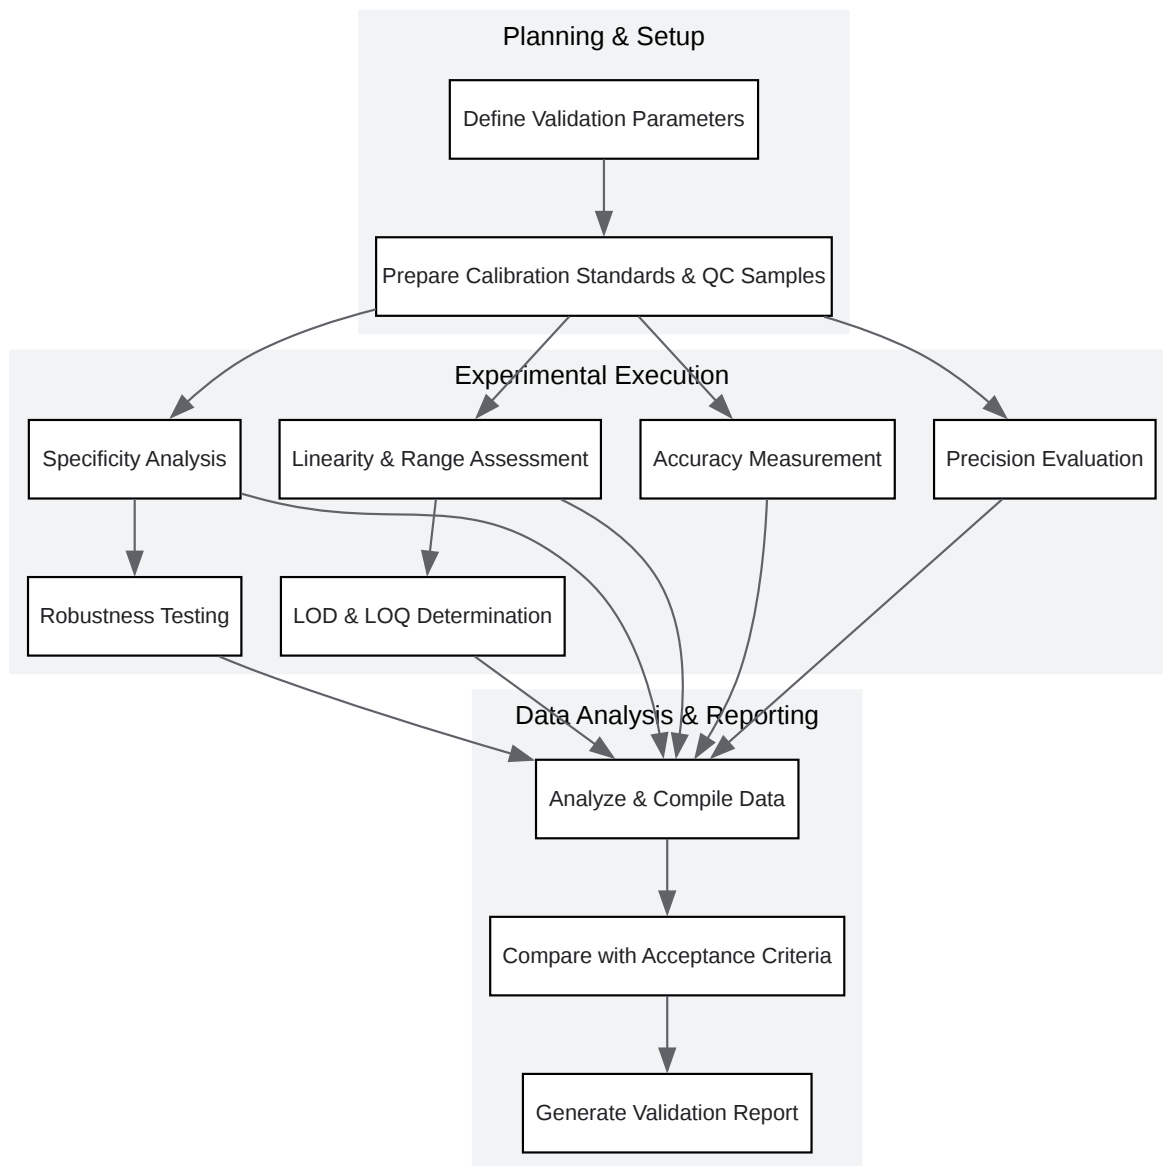 Planning & Setup
Define Validation Parameters
Prepare Calibration Standards & QC Samples
Experimental Execution
Specificity Analysis
Linearity & Range Assessment
Accuracy Measurement
Precision Evaluation
Robustness Testing
LOD & LOQ Determination
Data Analysis & Reporting
Analyze & Compile Data
Compare with Acceptance Criteria
Generate Validation Report